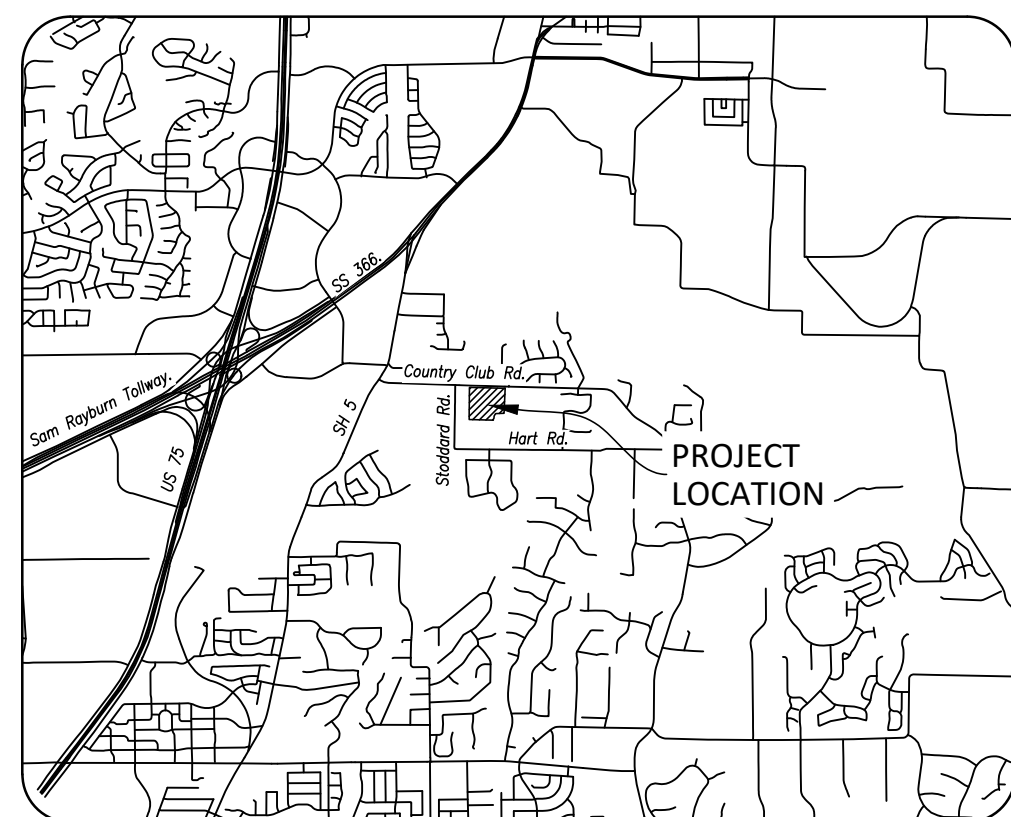 SS 366.
Country Club Rd.
Sam Rayburn Tollway.
SH 5
Stoddard Rd.
Hart Rd.
US 75
PROJECT
LOCATION